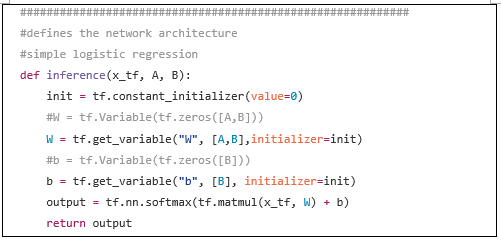 ############################################################
#defines the network architecture
#simple logistic regression
def inference(x_tf, A, B):
init = tf.constant_initializer(value=0)
#W = tf.Variable(tf.zeros([A,B]))
W = tf.get_variable("W", [A,B],initializer=init)
#b = tf.Variable(tf.zeros([B]))
b = tf.get_variable("b", [B], initializer=init)
output = tf.nn.softmax(tf.matmul(x_tf, W) + b)
return output